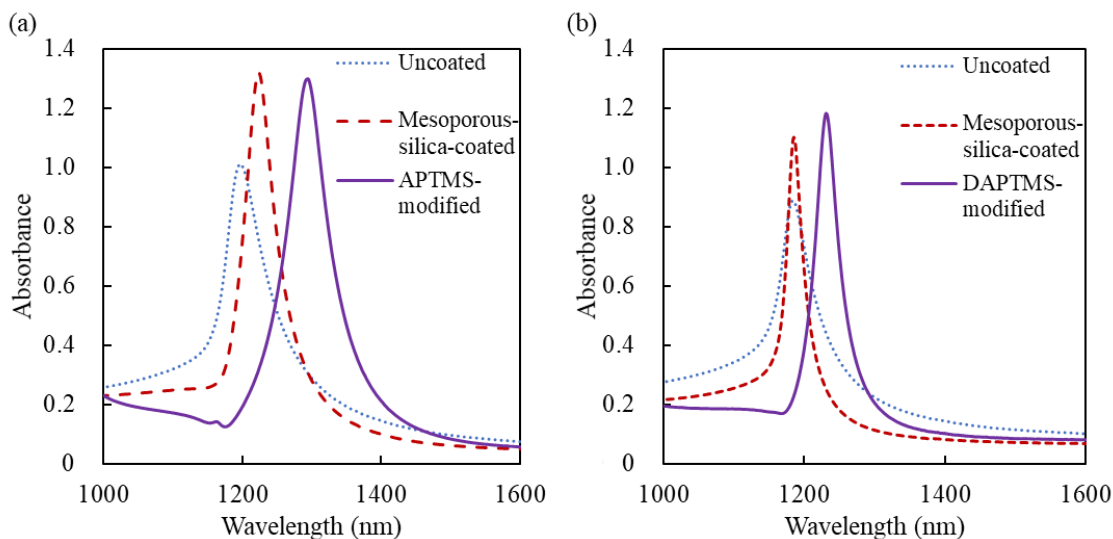 (a)
1.4
1.2
1.0
0.8
0.6
0.4
0.2
0
Absorbance
Uncoated
Mesoporous-
silica-coated
APTMS-
modified
1000
1200
1400
1600
Wavelength (nm)
(b)
1.4
1.2
1.0
0.8
0.6
0.4
0.2
0
Absorbance
Uncoated
Mesoporous-
silica-coated
DAPTMS-
modified
1000
1200
1400
1600
Wavelength (nm)